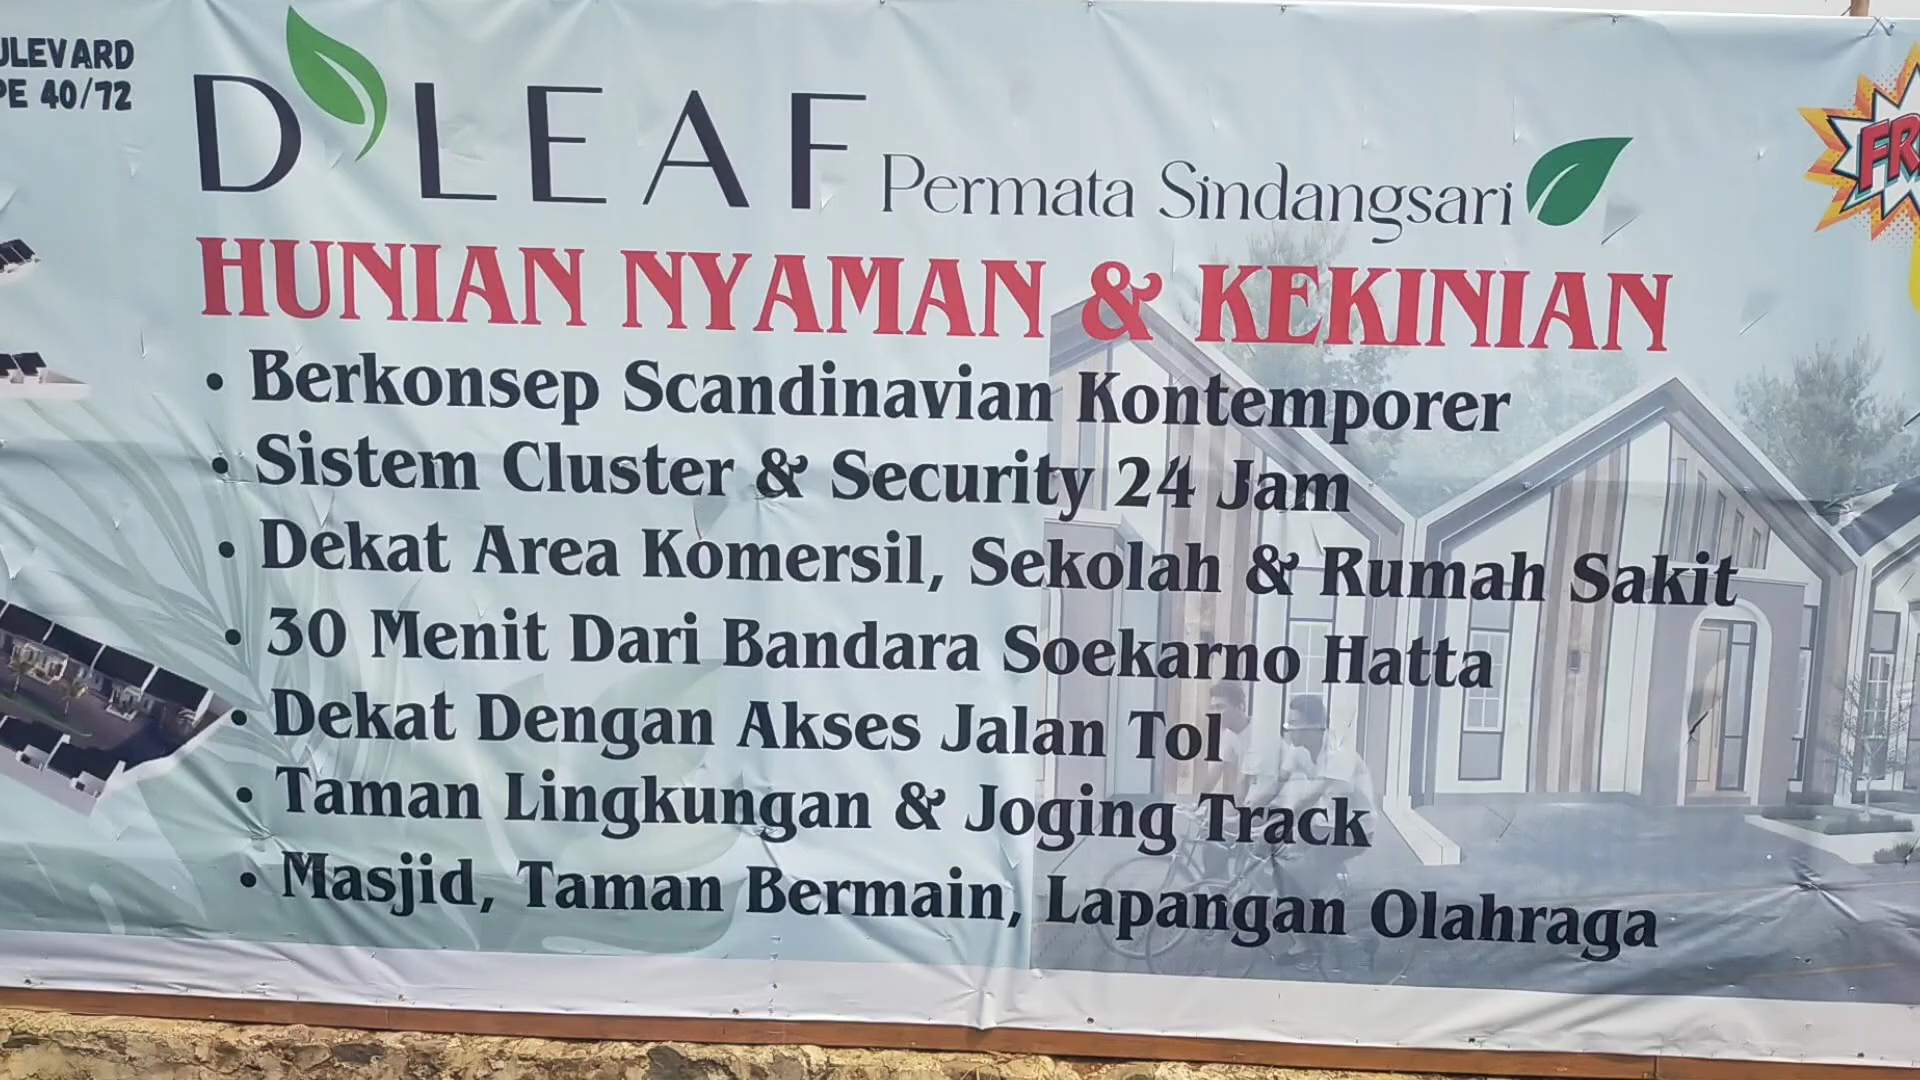 40/72
D'LEAF Permata Sindangsari
HUNIAN NYAMAN & KEKINIAN
• Berkonsep Scandinavian Kontemporer
• Sistem Cluster & Security 24 Jam
• Dekat Area Komersil, Sekolah & Rumah Sakit
• 30 Menit Dari Bandara Soekarno Hatta
• Dekat Dengan Akses Jalan Tol
• Taman Lingkungan & Joging Track
• Masjid, Taman Bermain, Lapangan Olahraga